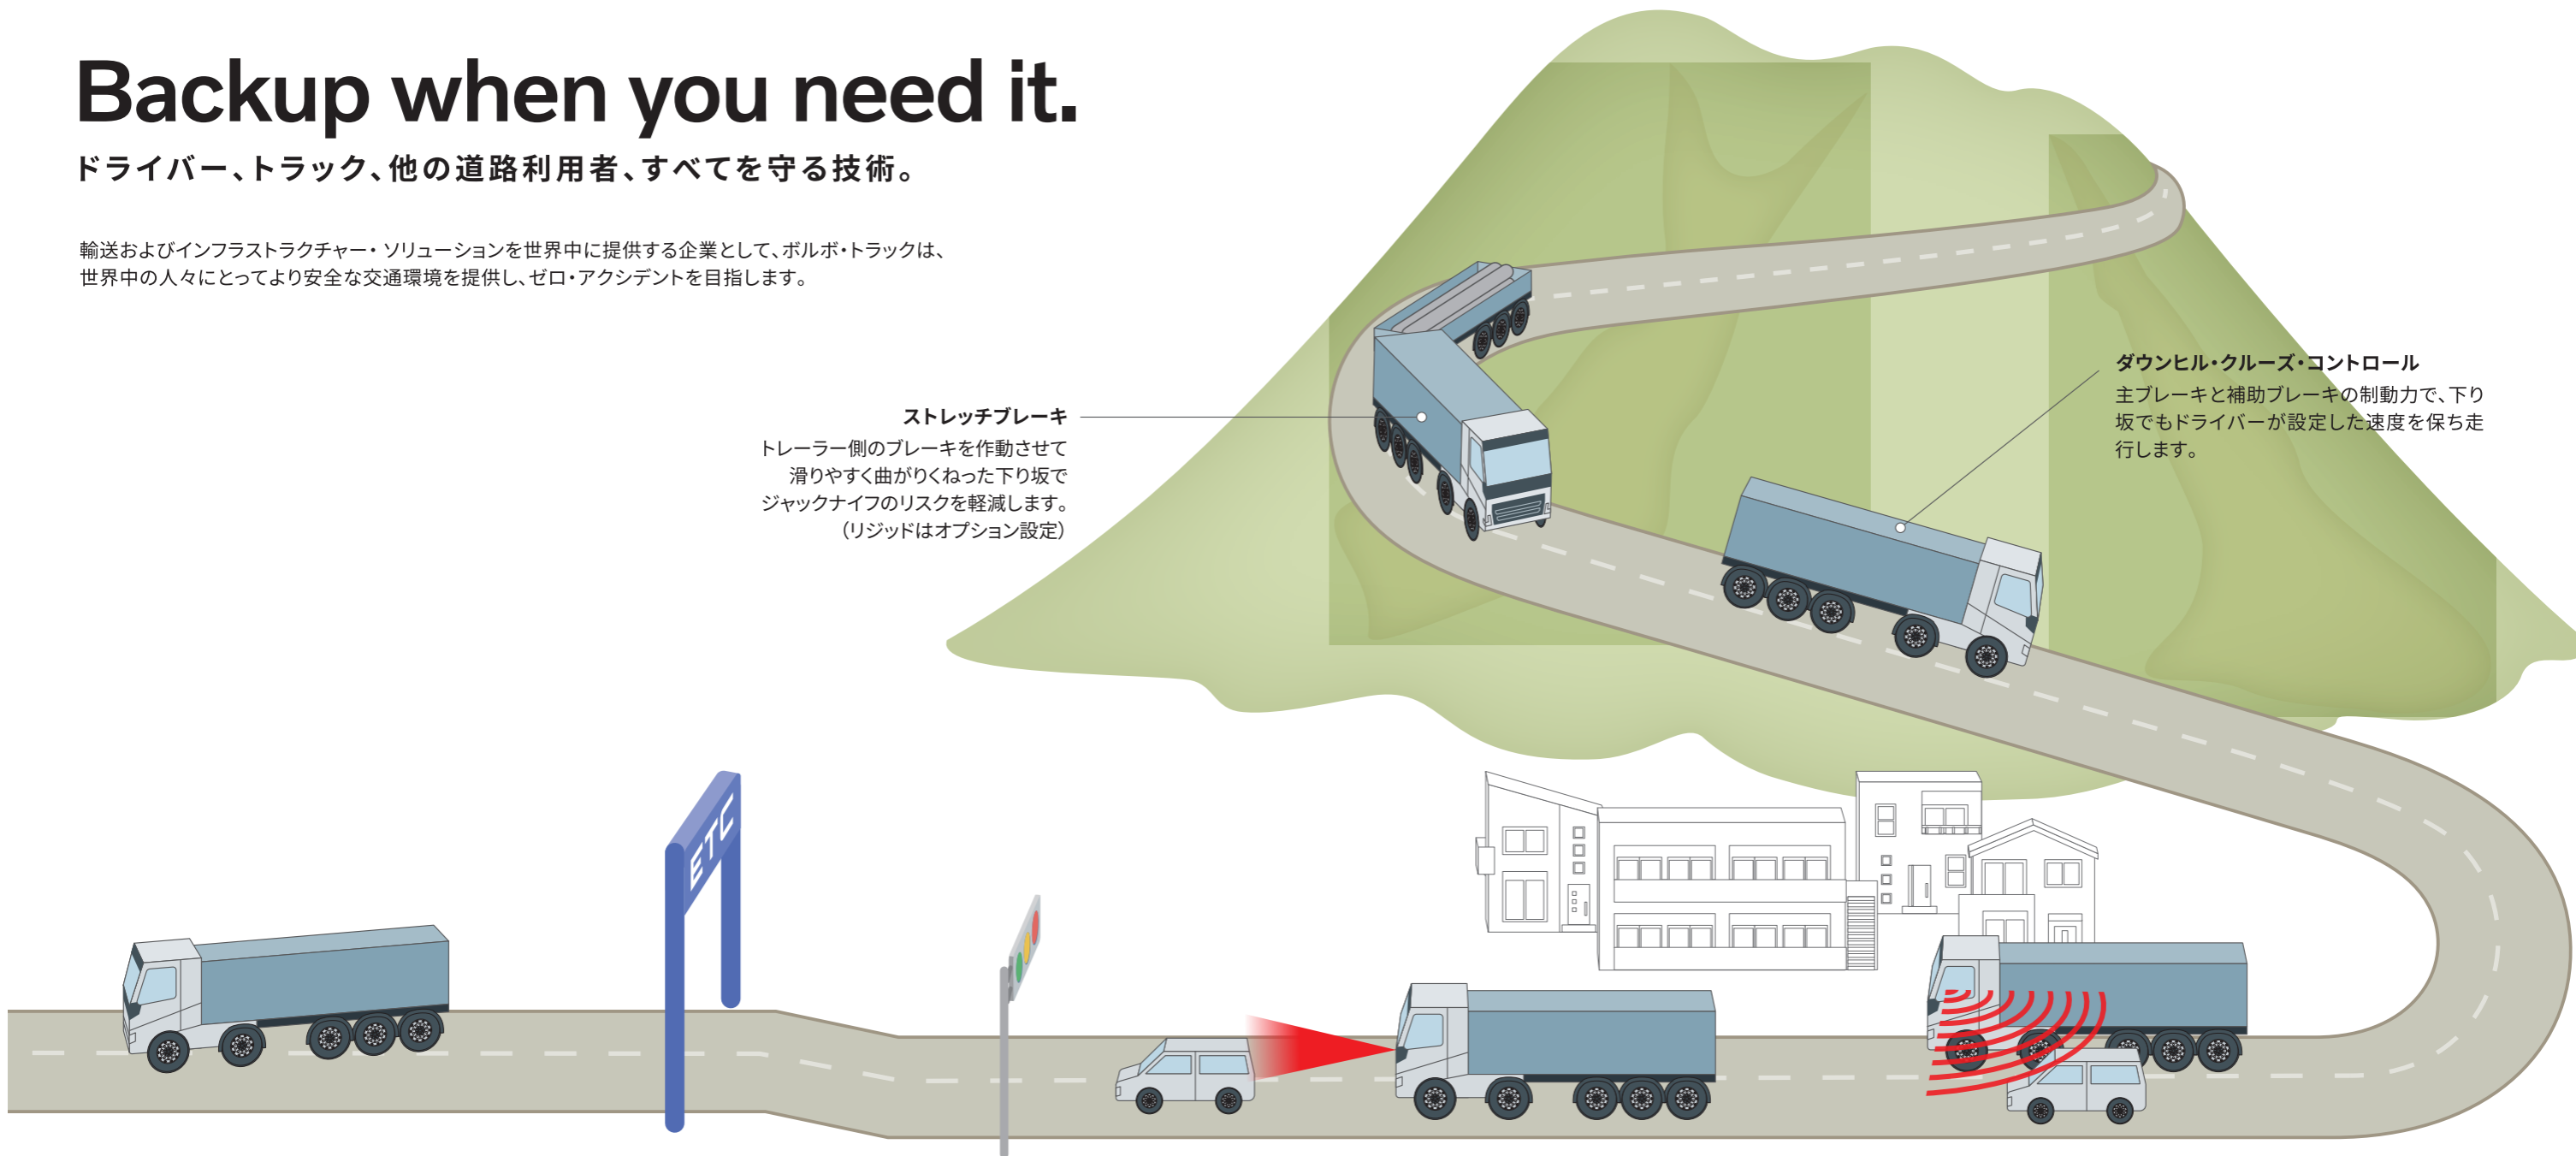 Backup when you need it.
ドライバー、トラック、他の道路利用者、すべてを守る技術。
輸送およびインフラストラクチャー・ソリューションを世界中に提供する企業として、ボルボ・トラックは、
世界中の人々にとってより安全な交通環境を提供し、ゼロ・アクシデントを目指します。
ストレッチブレーキ
トレーラー側のブレーキを作動させて
滑りやすく曲がりくねった下り坂で
ジャックナイフのリスクを軽減します。
（リジッドはオプション設定）
ダウンヒル・クルーズ・コントロール
主ブレーキと補助ブレーキの制動力で、下り
坂でもドライバーが設定した速度を保ち走
行します。
ETC